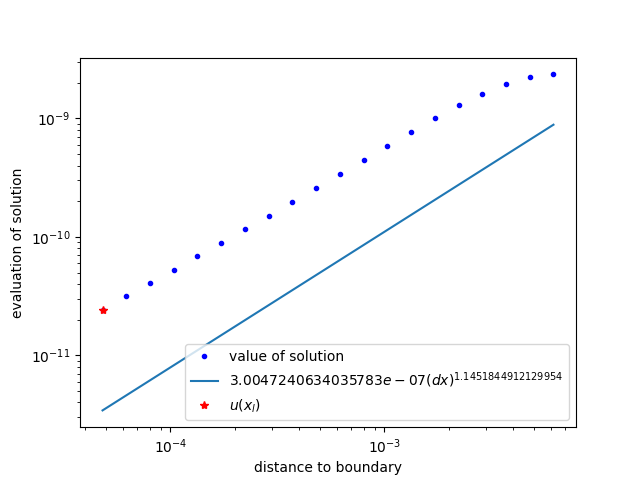 evaluation of solution
10⁻⁹
10⁻¹⁰
10⁻¹¹
value of solution
3.0047240634035783e − 07(dx)^1.1451844912129954
u(x_l)
10⁻⁴
10⁻³
distance to boundary